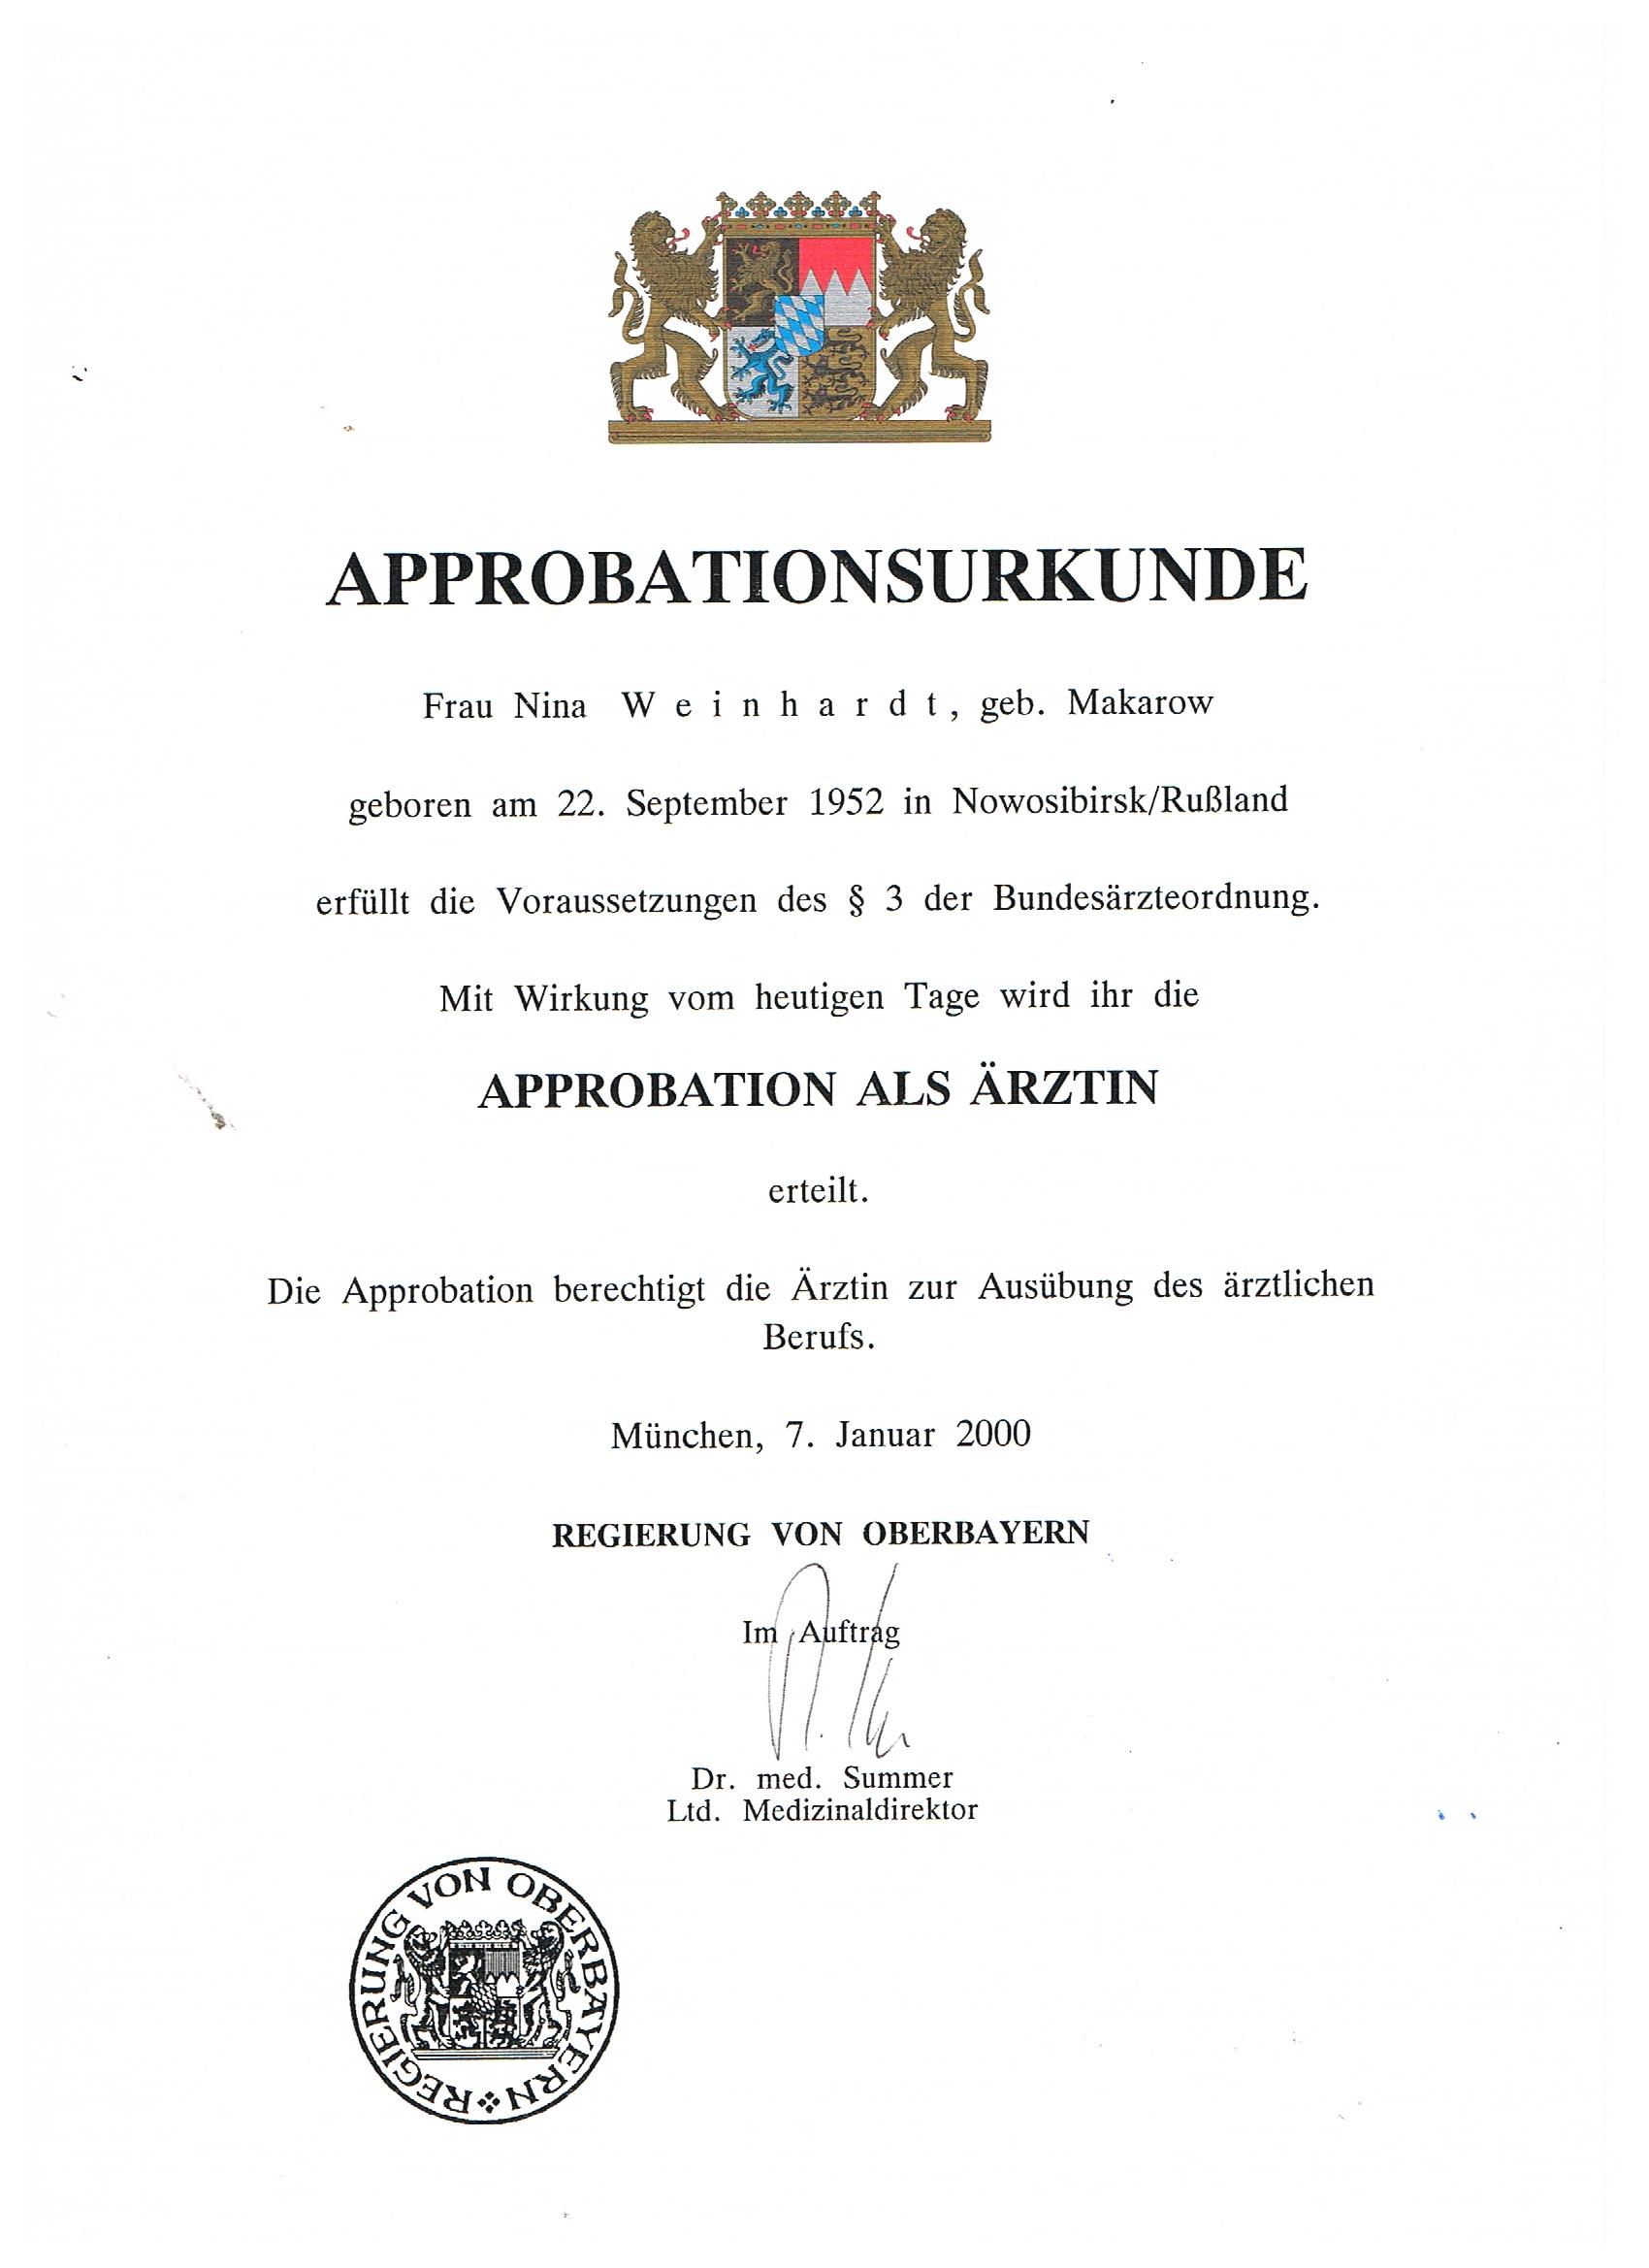 APPROBATIONSURKUNDE
Frau Nina W e i n h a r d t, geb. Makarow
geboren am 22. September 1952 in Nowosibirsk/Rußland
erfüllt die Voraussetzungen des § 3 der Bundesärzteordnung.
Mit Wirkung vom heutigen Tage wird ihr die
APPROBATION ALS ÄRZTIN
erteilt.
Die Approbation berechtigt die Ärztin zur Ausübung des ärztlichen
Berufs.
München, 7. Januar 2000
REGIERUNG VON OBERBAYERN
Im Auftrag
Dr. med. Summer
Ltd. Medizinaldirektor
REGIERUNG VON OBERBAYERN